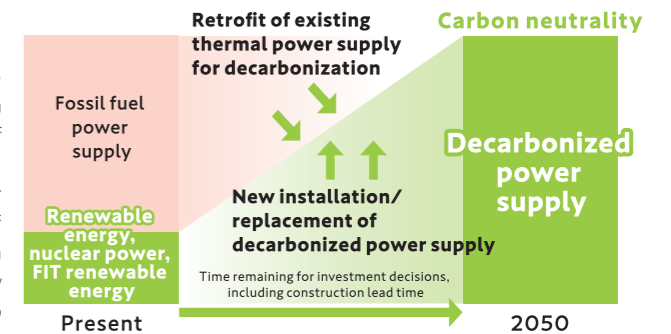 Retrofit of existing
thermal power supply
for decarbonization
Carbon neutrality
Fossil fuel
power
supply
Decarbonized
power
supply
Renewable
energy,
nuclear power,
FIT renewable
energy
New installation/
replacement of
decarbonized power supply
Time remaining for investment decisions,
including construction lead time
Present
2050